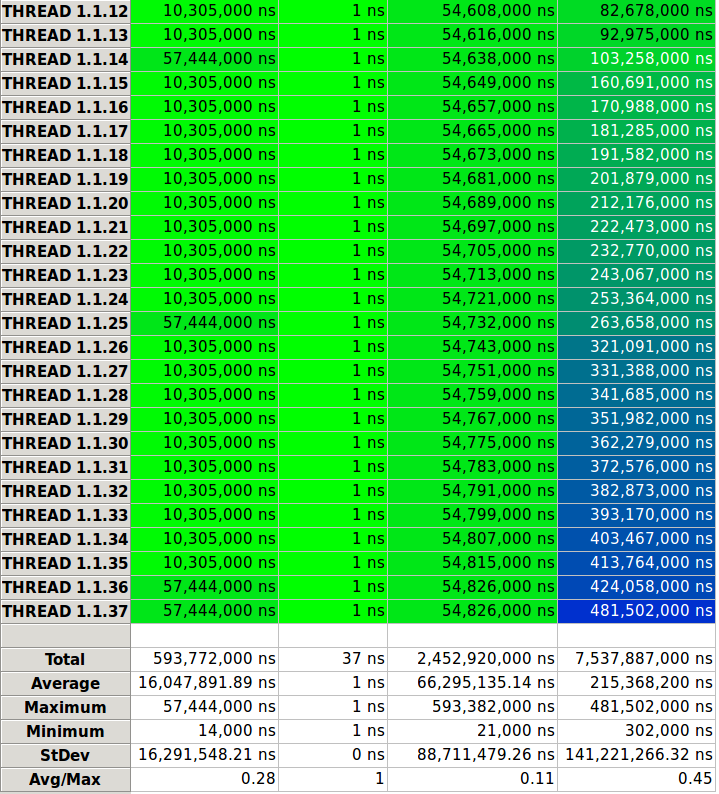 THREAD 1.1.12 10,305,000 ns 1 ns 54,608,000 ns 82,678,000 ns
THREAD 1.1.13 10,305,000 ns 1 ns 54,616,000 ns 92,975,000 ns
THREAD 1.1.14 57,444,000 ns 1 ns 54,638,000 ns 103,258,000 ns
THREAD 1.1.15 10,305,000 ns 1 ns 54,649,000 ns 160,691,000 ns
THREAD 1.1.16 10,305,000 ns 1 ns 54,657,000 ns 170,988,000 ns
THREAD 1.1.17 10,305,000 ns 1 ns 54,665,000 ns 181,285,000 ns
THREAD 1.1.18 10,305,000 ns 1 ns 54,673,000 ns 191,582,000 ns
THREAD 1.1.19 10,305,000 ns 1 ns 54,681,000 ns 201,879,000 ns
THREAD 1.1.20 10,305,000 ns 1 ns 54,689,000 ns 212,176,000 ns
THREAD 1.1.21 10,305,000 ns 1 ns 54,697,000 ns 222,473,000 ns
THREAD 1.1.22 10,305,000 ns 1 ns 54,705,000 ns 232,770,000 ns
THREAD 1.1.23 10,305,000 ns 1 ns 54,713,000 ns 243,067,000 ns
THREAD 1.1.24 10,305,000 ns 1 ns 54,721,000 ns 253,364,000 ns
THREAD 1.1.25 57,444,000 ns 1 ns 54,732,000 ns 263,658,000 ns
THREAD 1.1.26 10,305,000 ns 1 ns 54,743,000 ns 321,091,000 ns
THREAD 1.1.27 10,305,000 ns 1 ns 54,751,000 ns 331,388,000 ns
THREAD 1.1.28 10,305,000 ns 1 ns 54,759,000 ns 341,685,000 ns
THREAD 1.1.29 10,305,000 ns 1 ns 54,767,000 ns 351,982,000 ns
THREAD 1.1.30 10,305,000 ns 1 ns 54,775,000 ns 362,279,000 ns
THREAD 1.1.31 10,305,000 ns 1 ns 54,783,000 ns 372,576,000 ns
THREAD 1.1.32 10,305,000 ns 1 ns 54,791,000 ns 382,873,000 ns
THREAD 1.1.33 10,305,000 ns 1 ns 54,799,000 ns 393,170,000 ns
THREAD 1.1.34 10,305,000 ns 1 ns 54,807,000 ns 403,467,000 ns
THREAD 1.1.35 10,305,000 ns 1 ns 54,815,000 ns 413,764,000 ns
THREAD 1.1.36 57,444,000 ns 1 ns 54,826,000 ns 424,058,000 ns
THREAD 1.1.37 57,444,000 ns 1 ns 54,826,000 ns 481,502,000 ns
Total 593,772,000 ns 37 ns 2,452,920,000 ns 7,537,887,000 ns
Average 16,047,891.89 ns 1 ns 66,295,135.14 ns 215,368,200 ns
Maximum 57,444,000 ns 1 ns 593,382,000 ns 481,502,000 ns
Minimum 14,000 ns 1 ns 21,000 ns 302,000 ns
StDev 16,291,548.21 ns 0 ns 88,711,479.26 ns 141,221,266.32 ns
Avg/Max 0.28 1 0.11 0.45